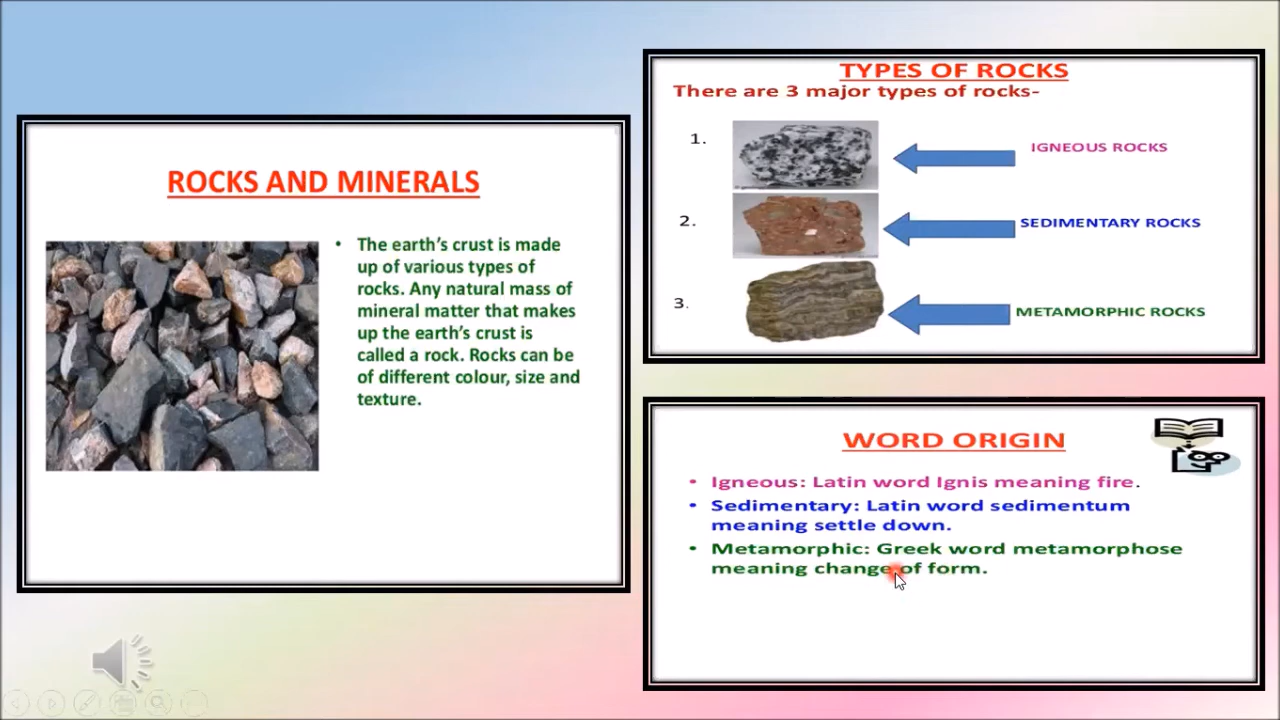 ROCKS AND MINERALS
• The earth's crust is made
up of various types of
rocks. Any natural mass of
mineral matter that makes
up the earth's crust is
called a rock. Rocks can be
of different colour, size and
texture.
TYPES OF ROCKS
There are 3 major types of rocks-
1.
IGNEOUS ROCKS
2.
SEDIMENTARY ROCKS
3.
METAMORPHIC ROCKS
WORD ORIGIN
• Igneous: Latin word Ignis meaning fire.
• Sedimentary: Latin word sedimentum
meaning settle down.
• Metamorphic: Greek word metamorphose
meaning change of form.